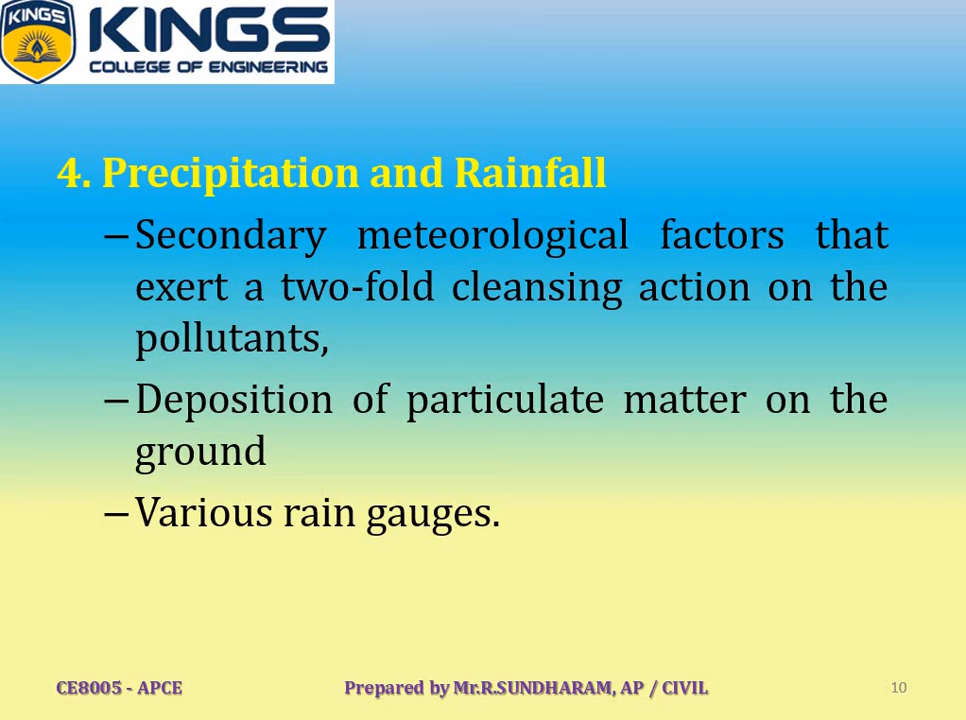 KINGS
KINGS
COLLEGE OF ENGINEERING
4. Precipitation and Rainfall
–Secondary meteorological factors that
exert a two-fold cleansing action on the
pollutants,
–Deposition of particulate matter on the
ground
–Various rain gauges.
CE8005 - APCE Prepared by Mr.R.SUNDHARAM, AP / CIVIL 10